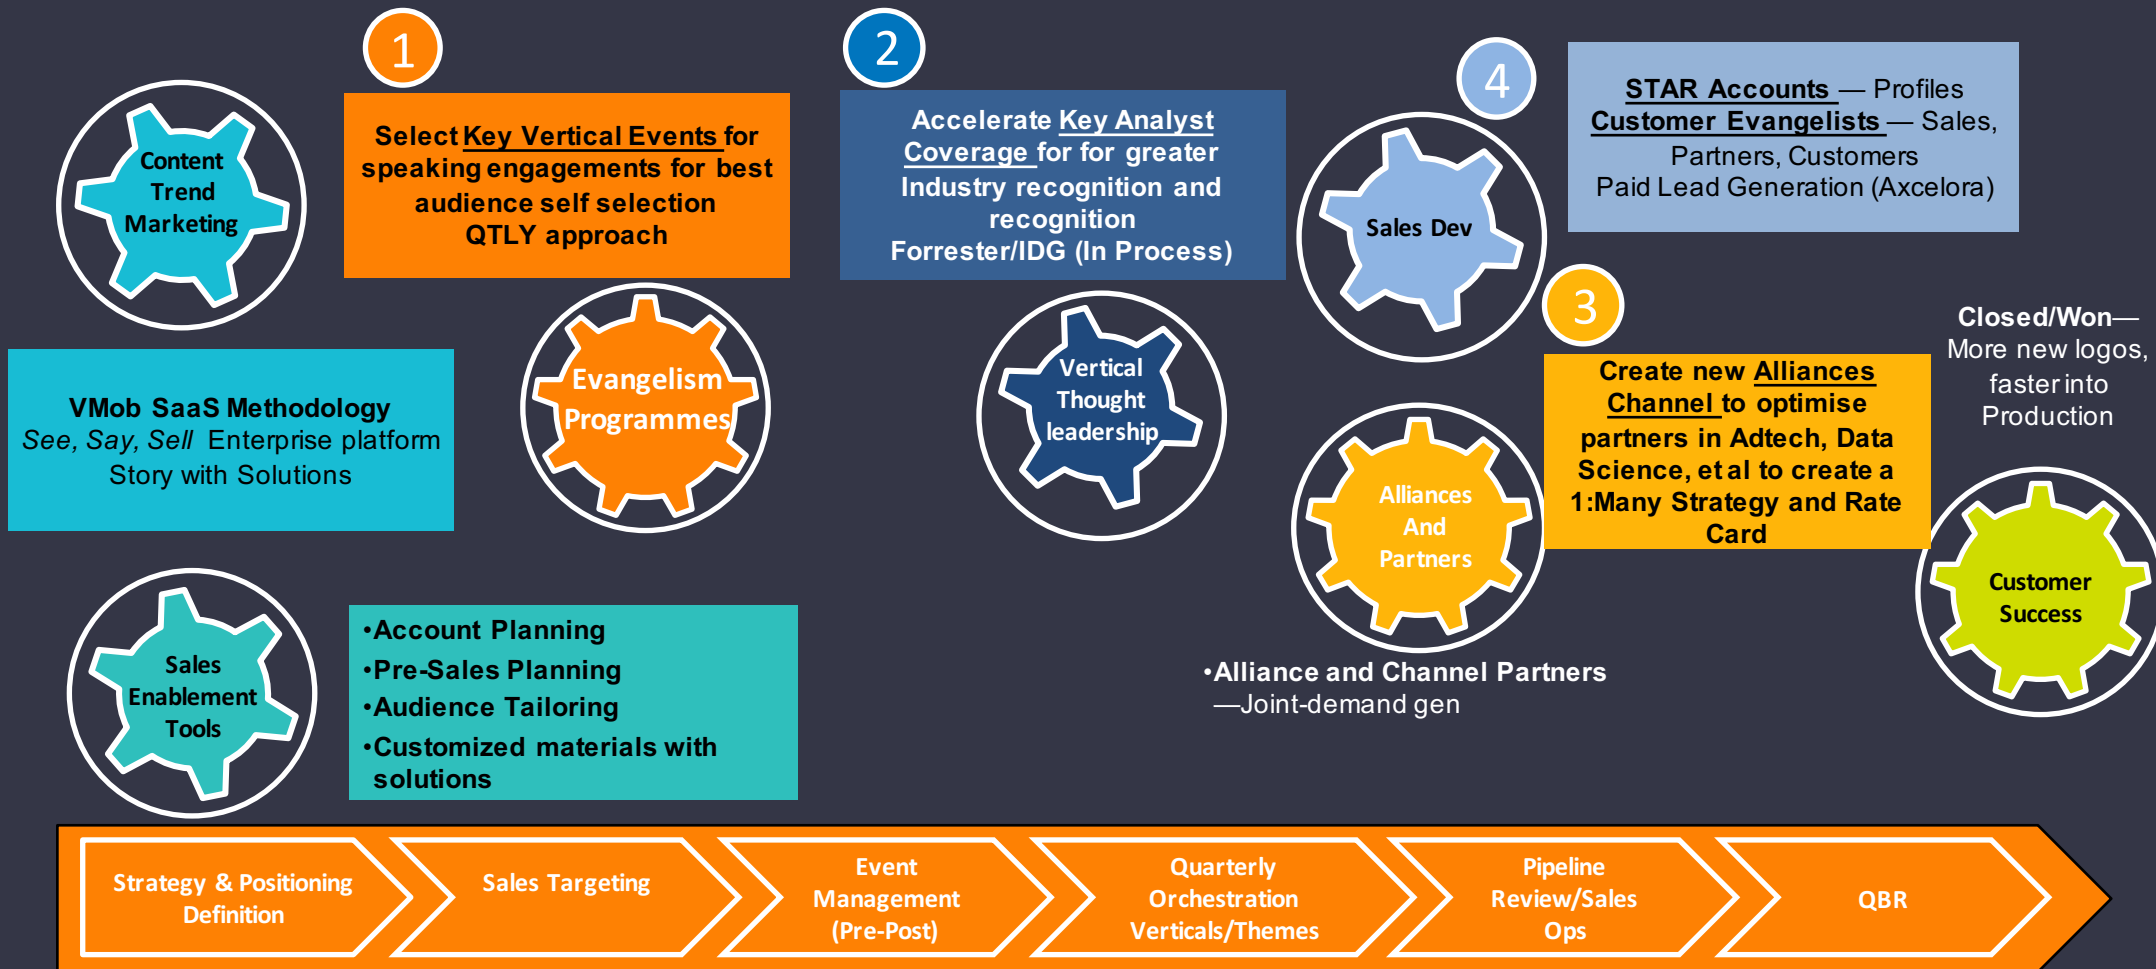 1
Select Key Vertical Events for
speaking engagements for best
audience self selection
QTLY approach
2
Accelerate Key Analyst
Coverage for for greater
Industry recognition and
recognition
Forrester/IDG (In Process)
4
STAR Accounts — Profiles
Customer Evangelists — Sales,
Partners, Customers
Paid Lead Generation (Axcelora)
Content
Trend
Marketing
Sales Dev
3
Create new Alliances
Channel to optimise
partners in Adtech, Data
Science, et al to create a
1:Many Strategy and Rate
Card
Closed/Won—
More new logos,
faster into
Production
VMob SaaS Methodology
See, Say, Sell Enterprise platform
Story with Solutions
Evangelism
Programmes
Vertical
Thought
leadership
Alliances
And
Partners
Customer
Success
Sales
Enablement
Tools
•Account Planning
•Pre-Sales Planning
•Audience Tailoring
•Customized materials with
solutions
•Alliance and Channel Partners
—Joint-demand gen
Strategy & Positioning
Definition
Sales Targeting
Event
Management
(Pre-Post)
Quarterly
Orchestration
Verticals/Themes
Pipeline
Review/Sales
Ops
QBR